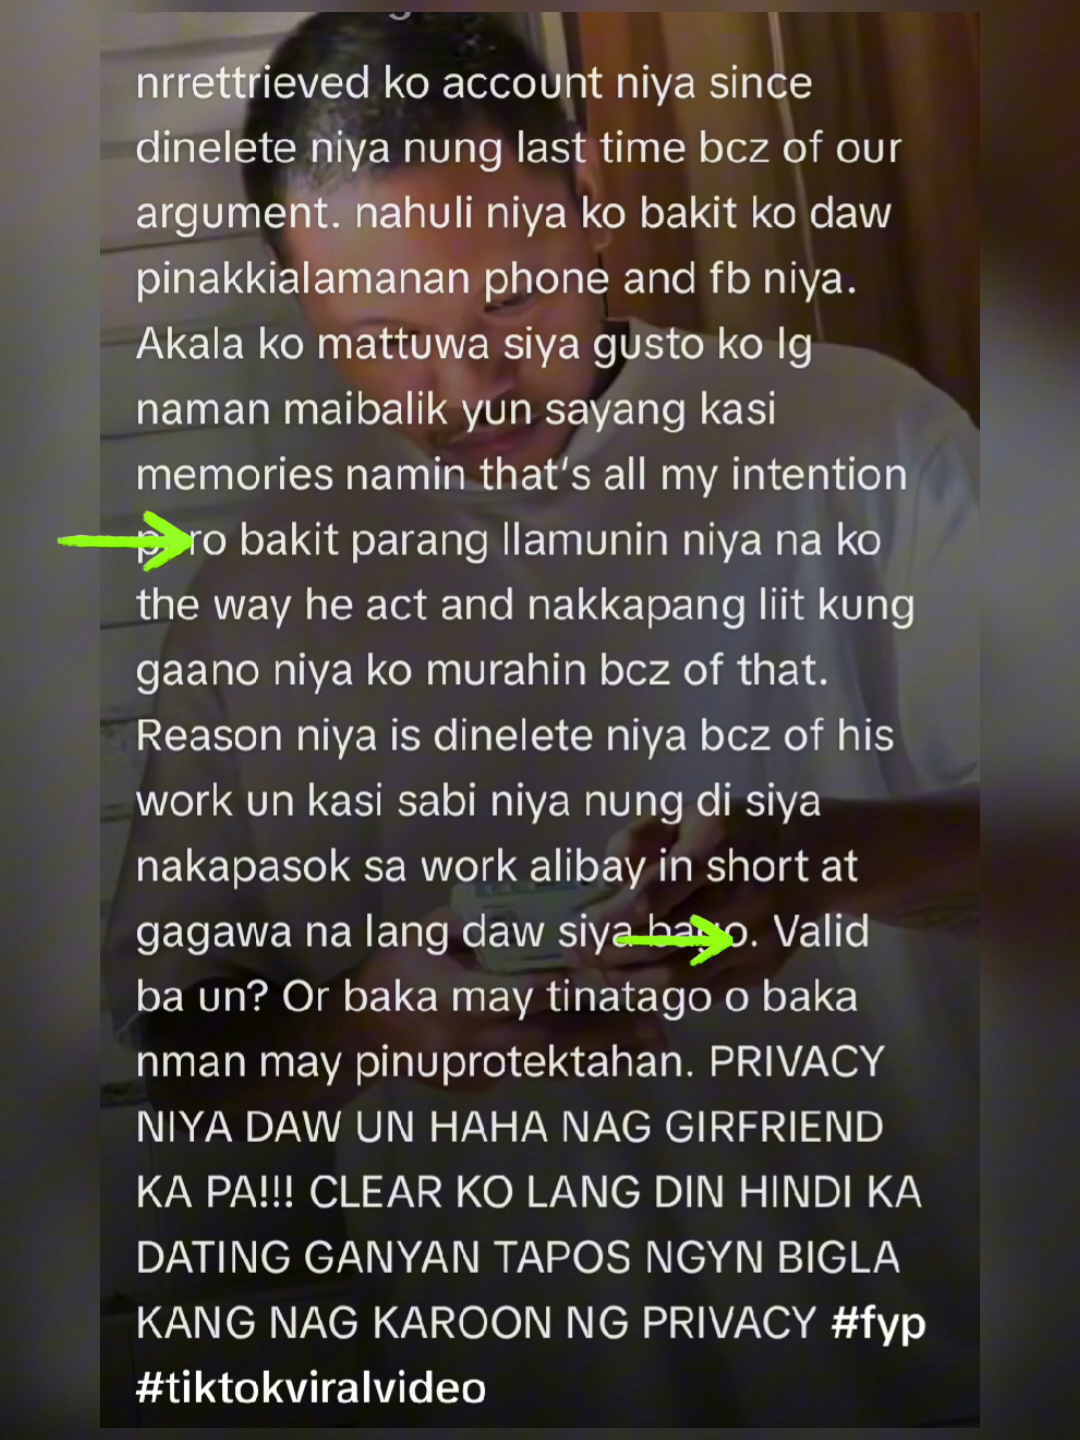 nrrettrieved ko account niya since
dinelete niya nung last time bcz of our
argument. nahuli niya ko bakit ko daw
pinakkialamanan phone and fb niya.
Akala ko mattuwa siya gusto ko lg
naman maibalik yun sayang kasi
memories namin that's all my intention
pero bakit parang llamunin niya na ko
the way he act and nakkapang liit kung
gaano niya ko murahin bcz of that.
Reason niya is dinelete niya bcz of his
work un kasi sabi niya nung di siya
nakapasok sa work alibay in short at
gagawa na lang daw siya bago. Valid
ba un? Or baka may tinatago o baka
nman may pinuprotektahan. PRIVACY
NIYA DAW UN HAHA NAG GIRFRIEND
KA PA!!! CLEAR KO LANG DIN HINDI KA
DATING GANYAN TAPOS NGYN BIGLA
KANG NAG KAROON NG PRIVACY #fyp
#tiktokviralvideo